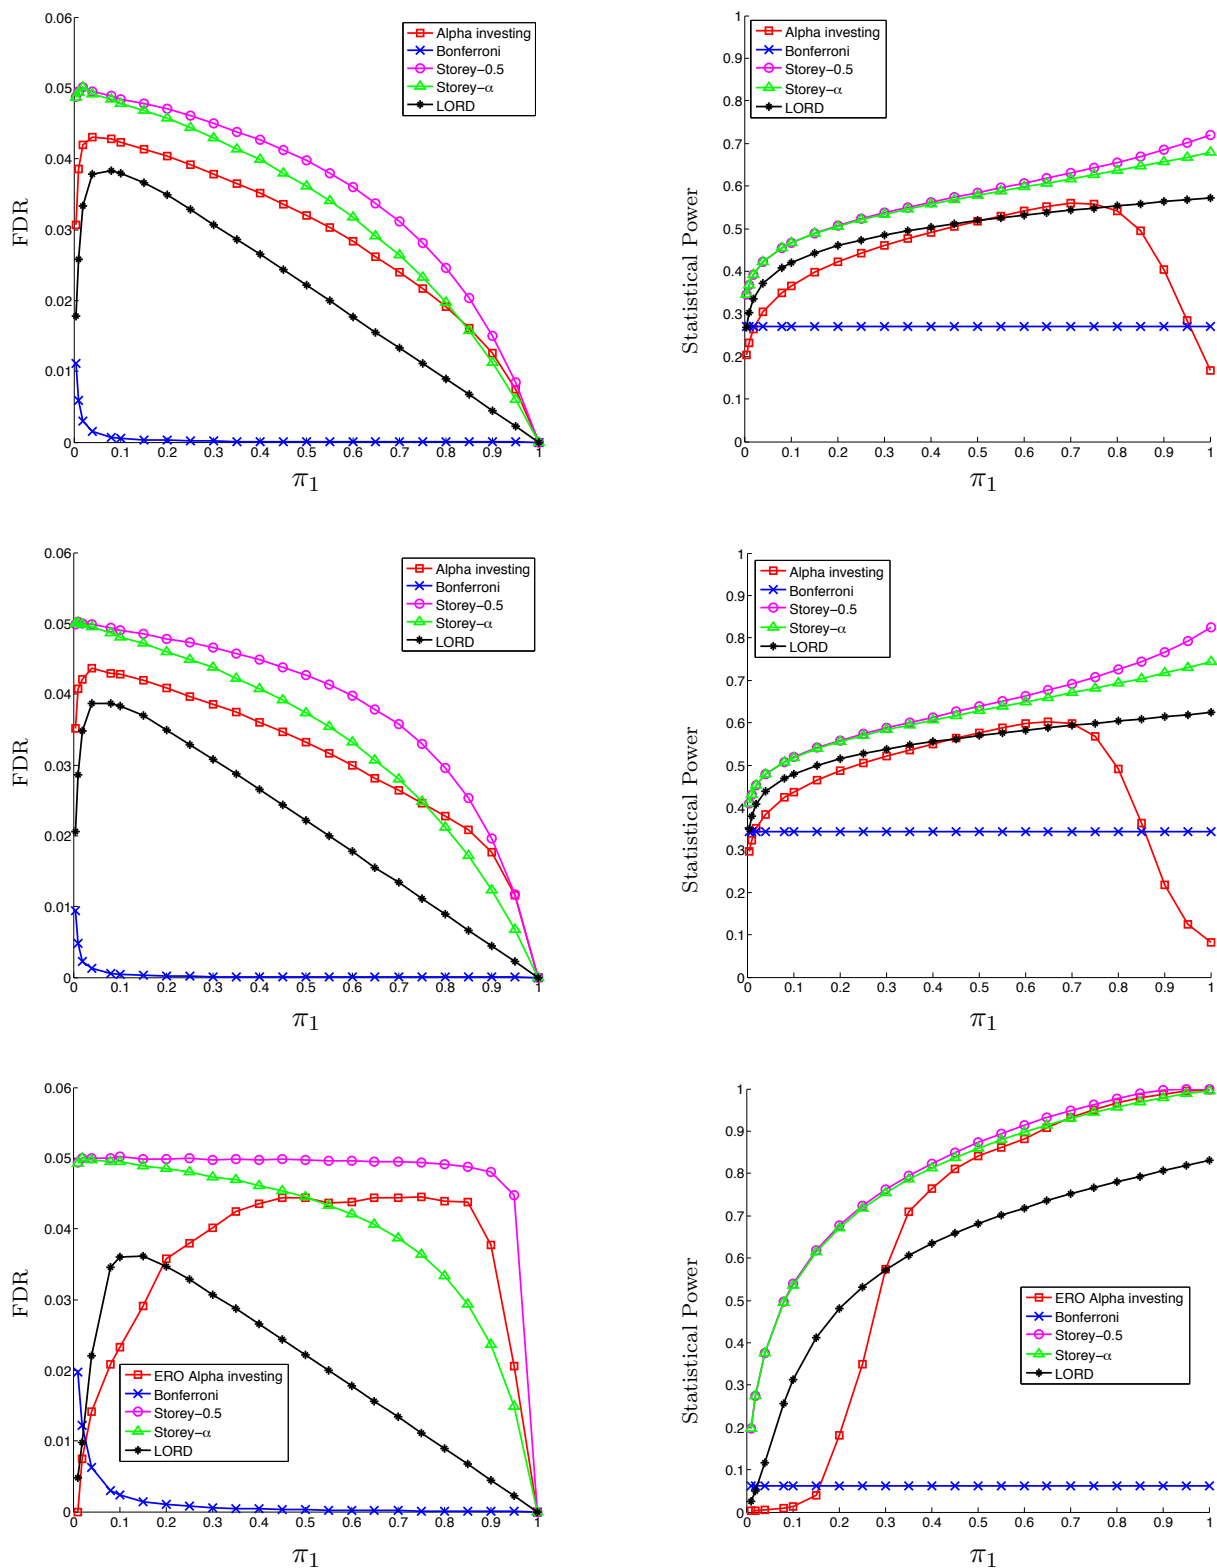 0.06
0.05
0.04
0.03
0.02
0.01
0
FDR
0 0.1 0.2 0.3 0.4 0.5 0.6 0.7 0.8 0.9 1
π₁
Alpha investing
Bonferroni
Storey-0.5
Storey-α
LORD
1
0.9
0.8
0.7
0.6
0.5
0.4
0.3
0.2
0.1
0
Statistical Power
0 0.1 0.2 0.3 0.4 0.5 0.6 0.7 0.8 0.9 1
π₁
Alpha investing
Bonferroni
Storey-0.5
Storey-α
LORD
0.06
0.05
0.04
0.03
0.02
0.01
0
FDR
0 0.1 0.2 0.3 0.4 0.5 0.6 0.7 0.8 0.9 1
π₁
Alpha investing
Bonferroni
Storey-0.5
Storey-α
LORD
1
0.9
0.8
0.7
0.6
0.5
0.4
0.3
0.2
0.1
0
Statistical Power
0 0.1 0.2 0.3 0.4 0.5 0.6 0.7 0.8 0.9 1
π₁
Alpha investing
Bonferroni
Storey-0.5
Storey-α
LORD
0.06
0.05
0.04
0.03
0.02
0.01
0
FDR
0 0.1 0.2 0.3 0.4 0.5 0.6 0.7 0.8 0.9 1
π₁
ERO Alpha investing
Bonferroni
Storey-0.5
Storey-α
LORD
1
0.9
0.8
0.7
0.6
0.5
0.4
0.3
0.2
0.1
0
Statistical Power
0 0.1 0.2 0.3 0.4 0.5 0.6 0.7 0.8 0.9 1
π₁
ERO Alpha investing
Bonferroni
Storey-0.5
Storey-α
LORD